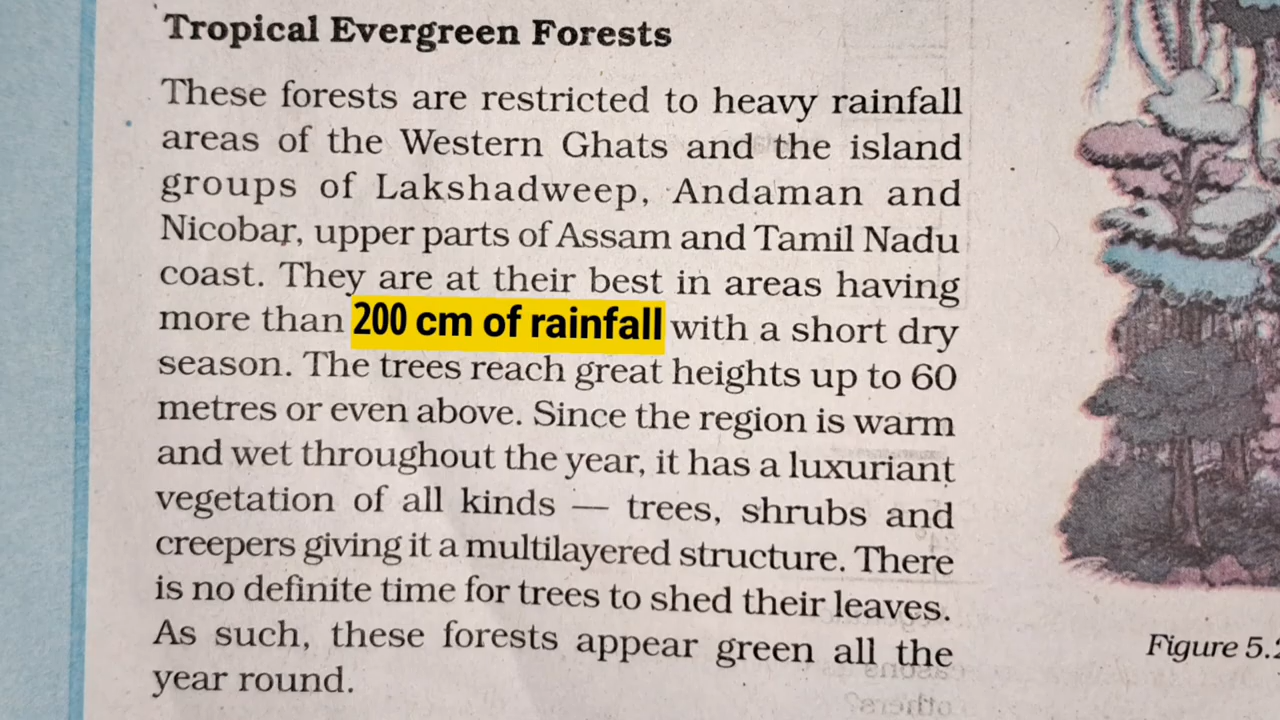 Tropical Evergreen Forests
These forests are restricted to heavy rainfall
areas of the Western Ghats and the island
groups of Lakshadweep, Andaman and
Nicobar, upper parts of Assam and Tamil Nadu
coast. They are at their best in areas having
more than 200 cm of rainfall with a short dry
season. The trees reach great heights up to 60
metres or even above. Since the region is warm
and wet throughout the year, it has a luxuriant
vegetation of all kinds — trees, shrubs and
creepers giving it a multilayered structure. There
is no definite time for trees to shed their leaves.
As such, these forests appear green all the
year round.
Figure 5.2